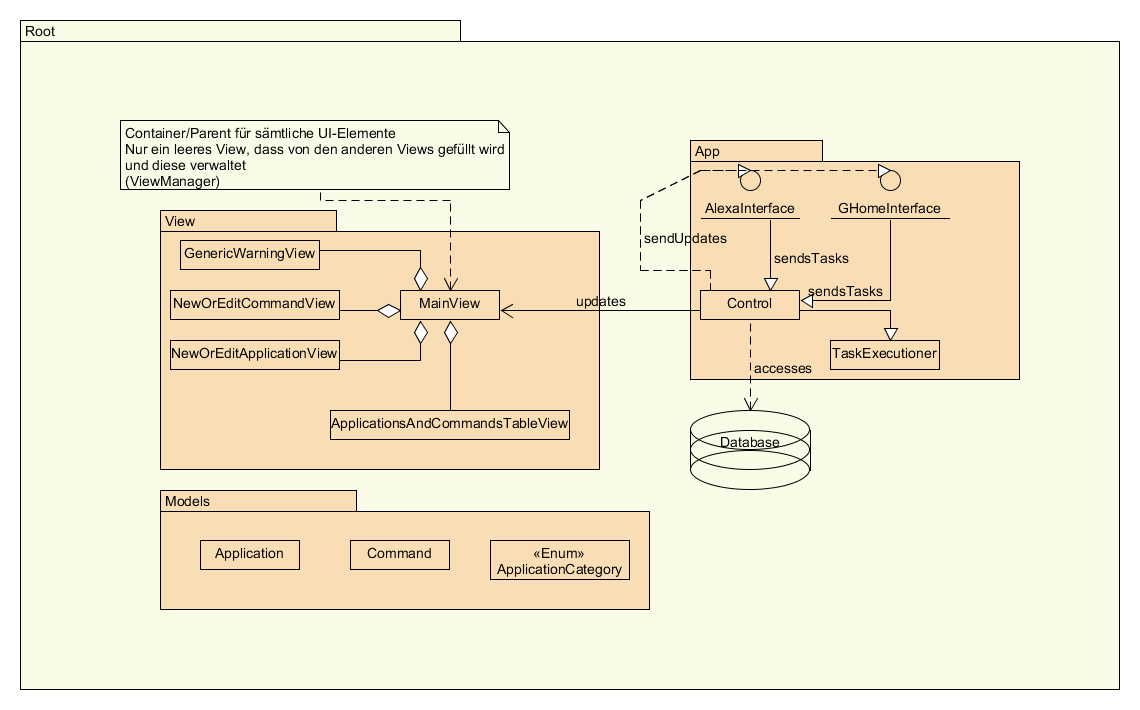 Root
Container/Parent für sämtliche UI-Elemente
Nur ein leeres View, dass von den anderen Views gefüllt wird
und diese verwaltet
(ViewManager)
View
GenericWarningView
NewOrEditCommandView
MainView
NewOrEditApplicationView
ApplicationsAndCommandsTableView
updates
App
AlexaInterface
GHomeInterface
sendUpdates
sendsTasks
sendsTasks
Control
TaskExecutioner
accesses
Database
Models
Application
Command
«Enum»
ApplicationCategory